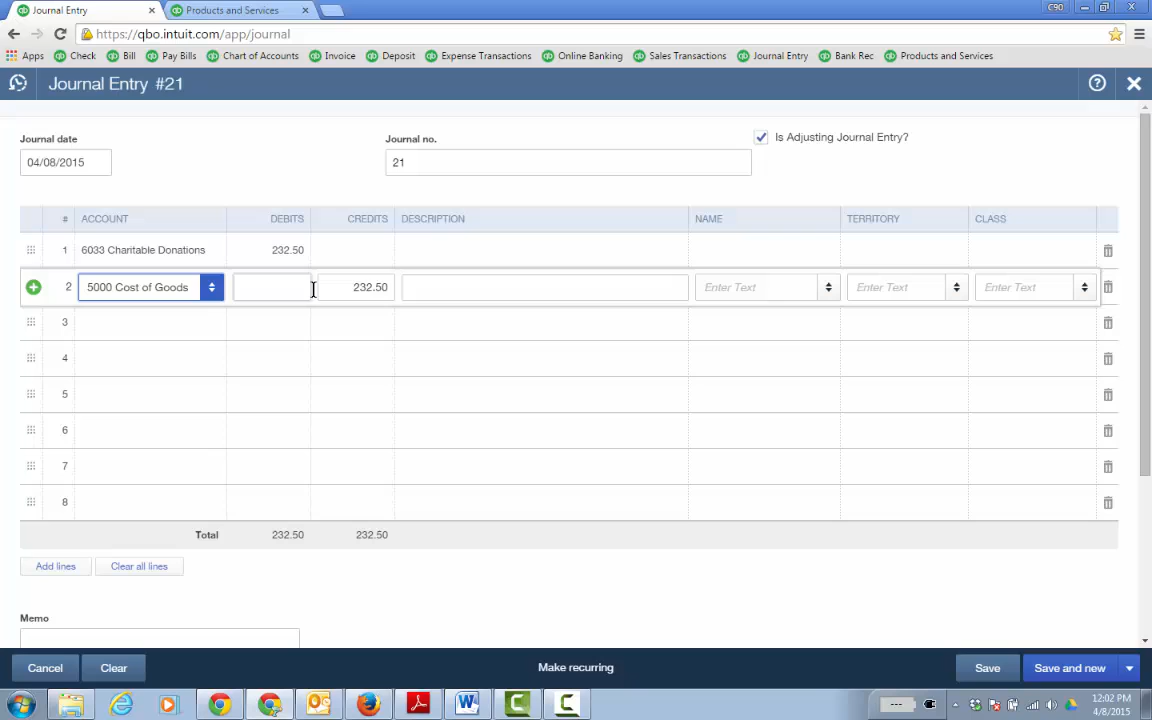 Journal Entry
Products and Services
C90
https://qbo.intuit.com/app/journal
Apps Check Bill Pay Bills Chart of Accounts Invoice Deposit Expense Transactions Online Banking Sales Transactions Journal Entry Bank Rec Products and Services
Journal Entry #21
Journal date
Journal no.
Is Adjusting Journal Entry?
04/08/2015
21
# ACCOUNT DEBITS CREDITS DESCRIPTION NAME TERRITORY CLASS
1 6033 Charitable Donations 232.50
2 5000 Cost of Goods 232.50 Enter Text Enter Text Enter Text
3
4
5
6
7
8
Total 232.50 232.50
Add lines Clear all lines
Memo
Cancel Clear Make recurring Save Save and new
12:02 PM
4/8/2015